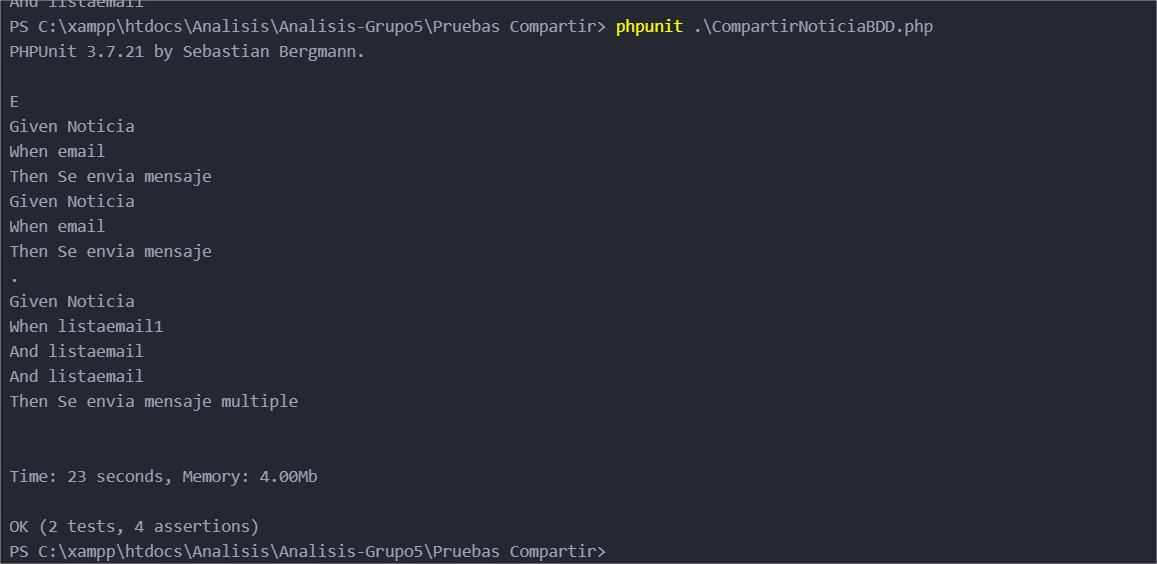 And listaemail
PS C:\xampp\htdocs\Analisis\Analisis-Grupo5\Pruebas Compartir> phpunit .\CompartirNoticiaBDD.php
PHPUnit 3.7.21 by Sebastian Bergmann.
E
Given Noticia
When email
Then Se envia mensaje
Given Noticia
When email
Then Se envia mensaje
.
Given Noticia
When listaemail1
And listaemail
And listaemail
Then Se envia mensaje multiple
Time: 23 seconds, Memory: 4.00Mb
OK (2 tests, 4 assertions)
PS C:\xampp\htdocs\Analisis\Analisis-Grupo5\Pruebas Compartir>